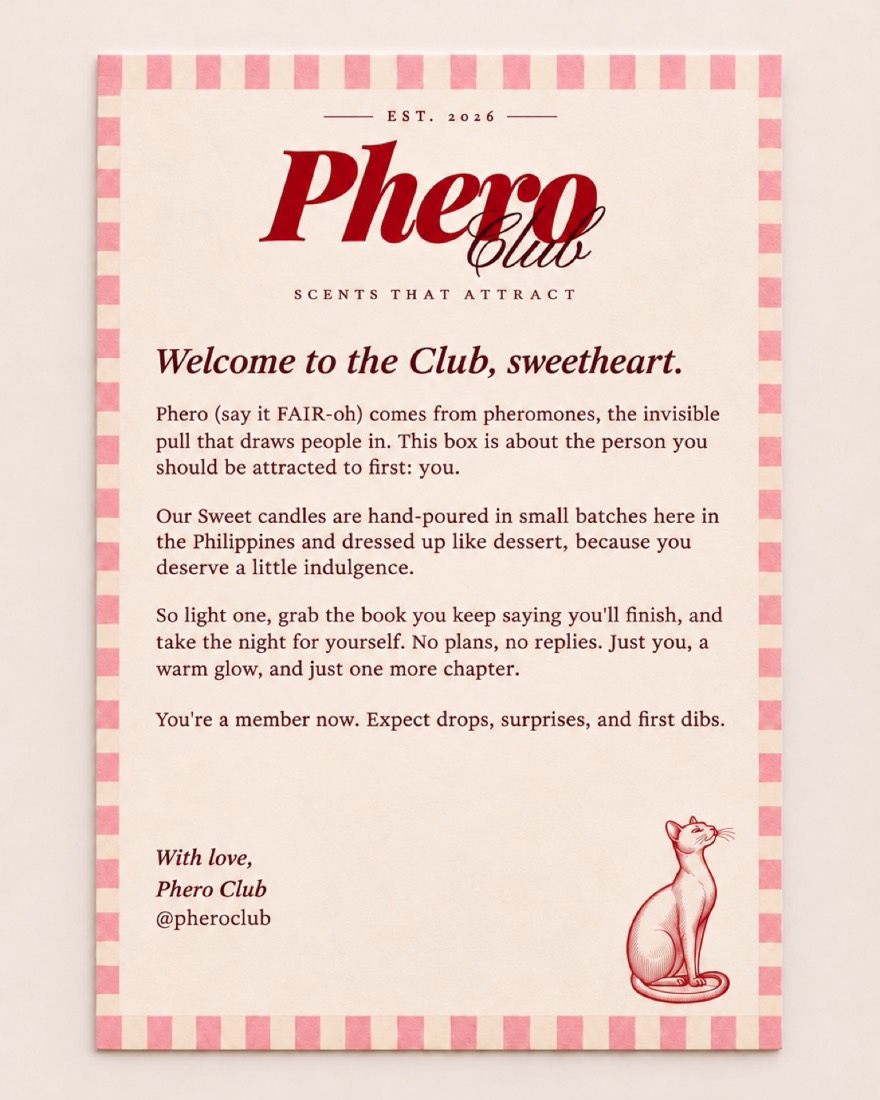 EST. 2026
Phero
Club
SCENTS THAT ATTRACT
Welcome to the Club, sweetheart.
Phero (say it FAIR-oh) comes from pheromones, the invisible
pull that draws people in. This box is about the person you
should be attracted to first: you.
Our Sweet candles are hand-poured in small batches here in
the Philippines and dressed up like dessert, because you
deserve a little indulgence.
So light one, grab the book you keep saying you'll finish, and
take the night for yourself. No plans, no replies. Just you, a
warm glow, and just one more chapter.
You're a member now. Expect drops, surprises, and first dibs.
With love,
Phero Club
@pheroclub